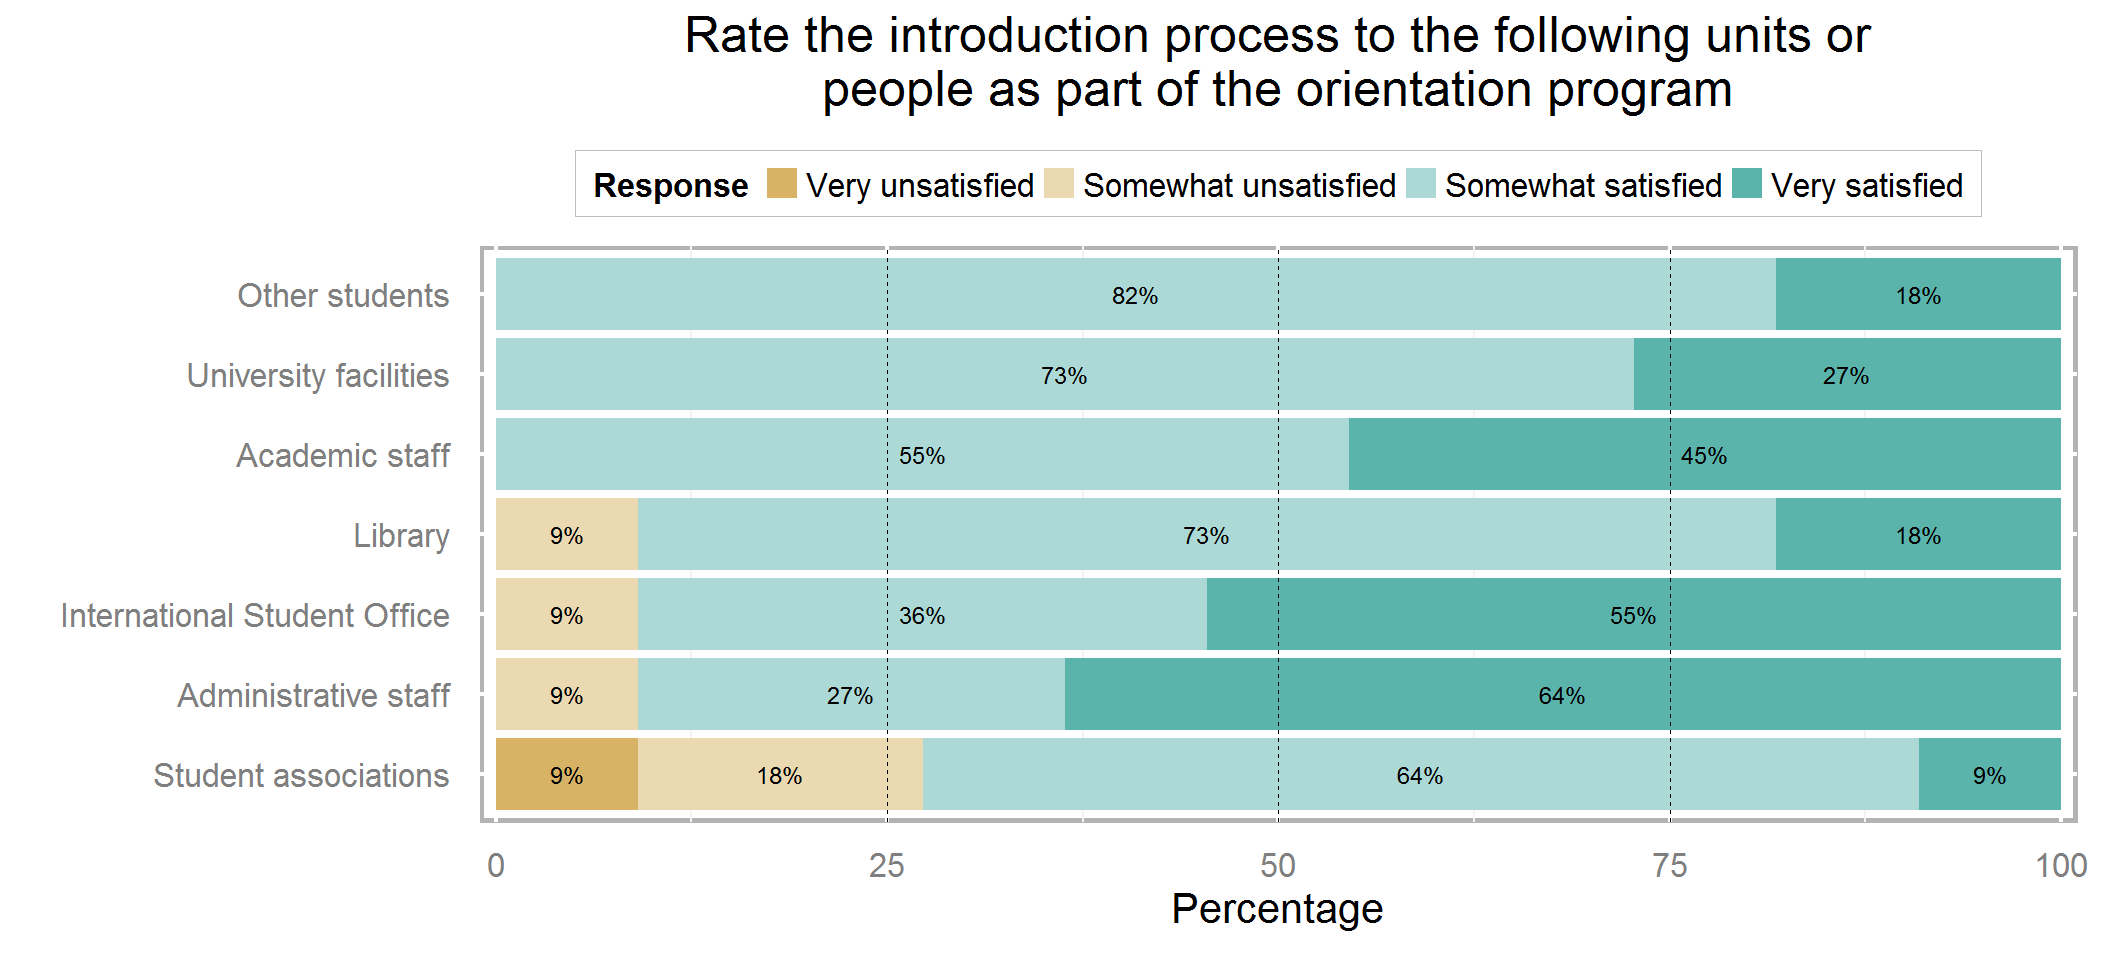 Rate the introduction process to the following units or
people as part of the orientation program
Response Very unsatisfied Somewhat unsatisfied Somewhat satisfied Very satisfied
Other students 82% 18%
University facilities 73% 27%
Academic staff 55% 45%
Library 9% 73% 18%
International Student Office 9% 36% 55%
Administrative staff 9% 27% 64%
Student associations 9% 18% 64% 9%
0 25 50 75 100
Percentage